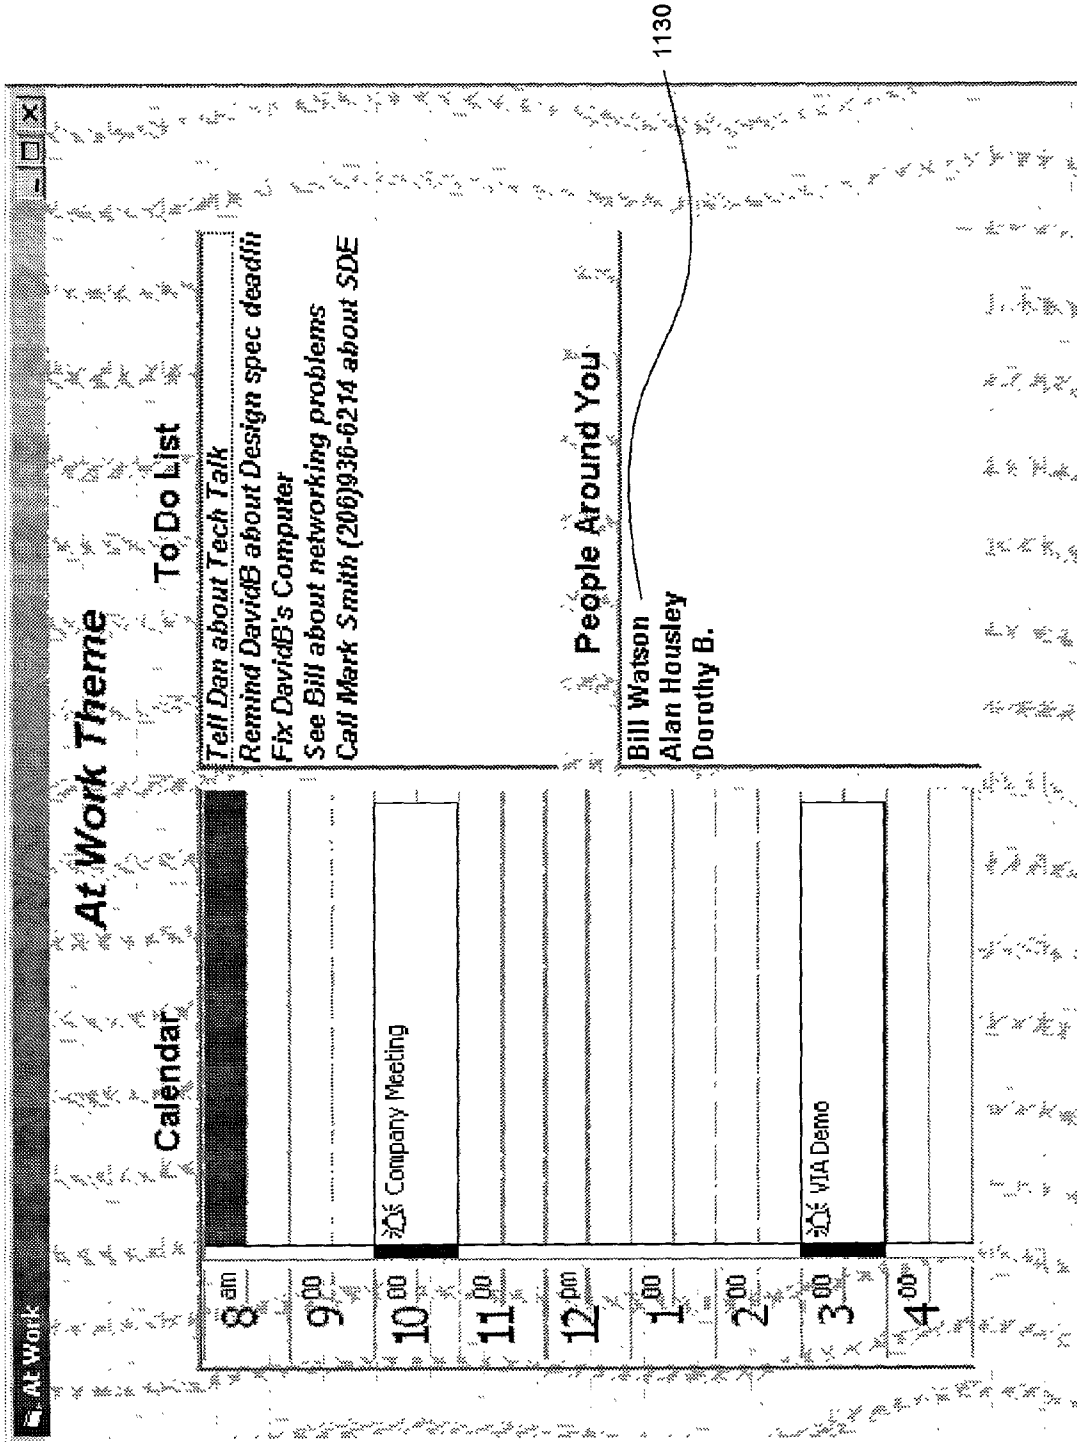 At Work
At Work Theme
Calendar
To Do List
8 am
9 00
10 00
Company Meeting
11 00
12 pm
1 00
2 00
3 00
VIA Demo
4 00
Tell Dan about Tech Talk
Remind DavidB about Design spec deadlin
Fix DavidB's Computer
See Bill about networking problems
Call Mark Smith (206)936-6214 about SDE
People Around You
Bill Watson
Alan Housley
Dorothy B.
1130